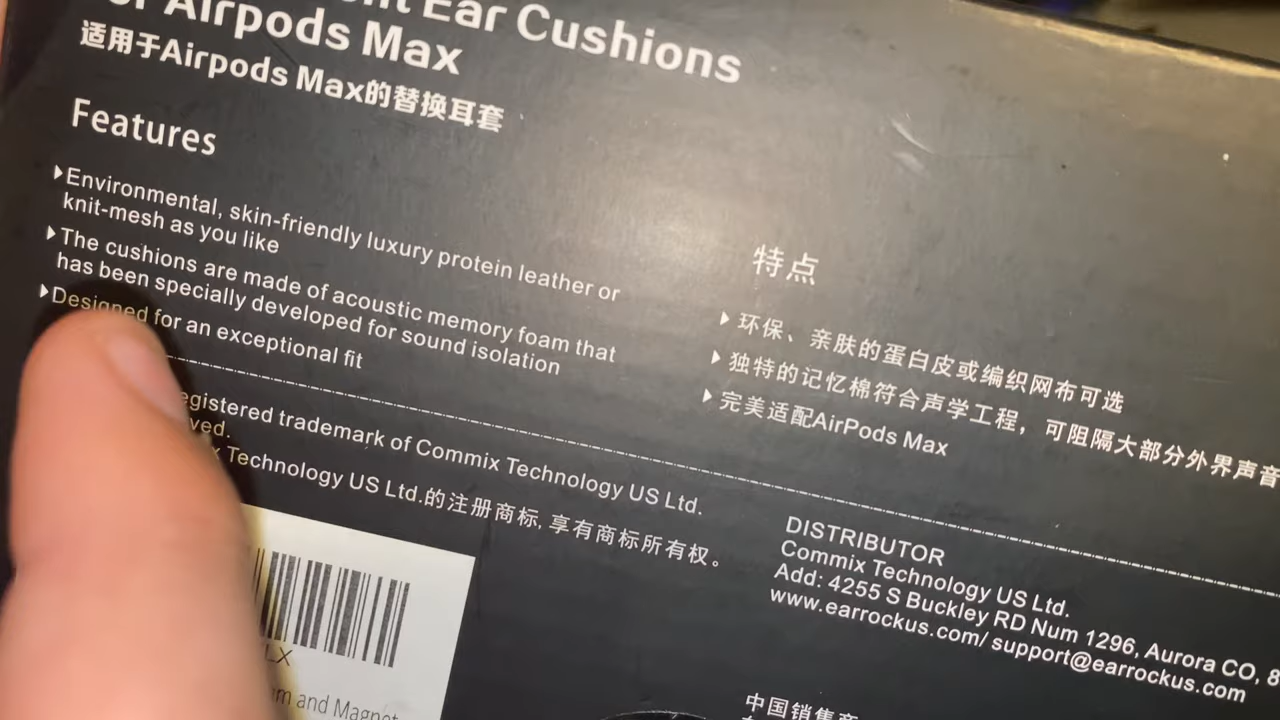 Ear Cushions
Airpods Max
适用于Airpods Max的替换耳套
Features
Environmental, skin-friendly luxury protein leather or
knit-mesh as you like
The cushions are made of acoustic memory foam that
has been specially developed for sound isolation
Designed for an exceptional fit
特点
环保、亲肤的蛋白皮或编织网布可选
独特的记忆棉符合声学工程，可阻隔大部分外界声音
完美适配AirPods Max
trademark of Commix Technology US Ltd.
Technology US Ltd.的注册商标, 享有商标所有权。
DISTRIBUTOR
Commix Technology US Ltd.
Add: 4255 S Buckley RD Num 1296, Aurora CO,
www.earrockus.com/ support@earrockus.com
and Magnet
中国销售商